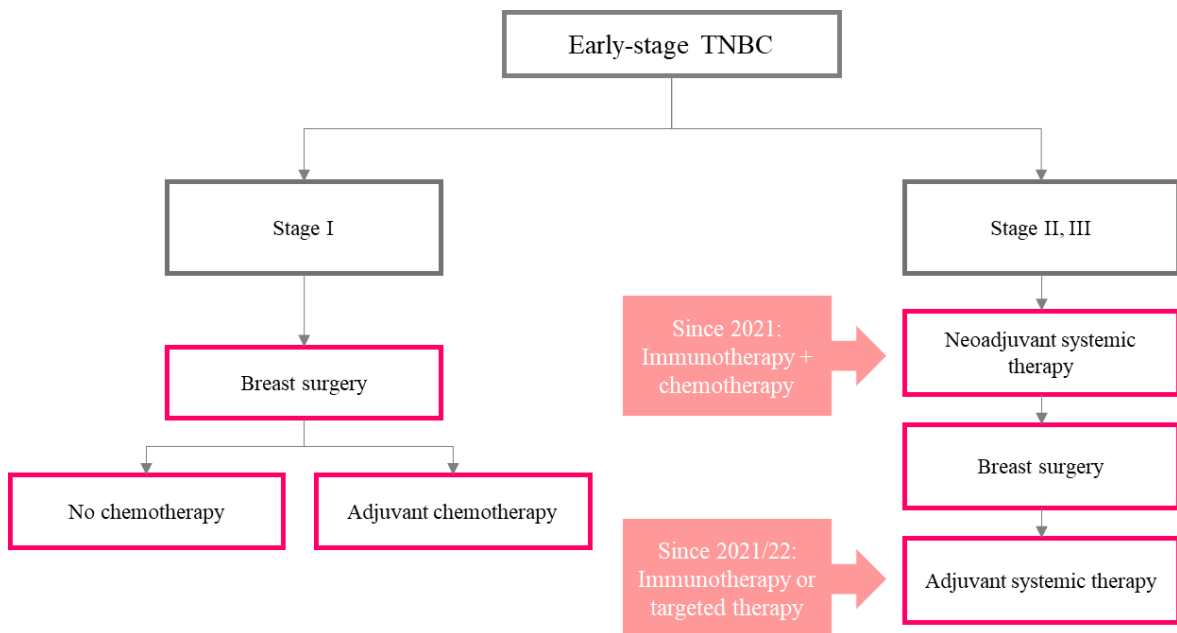 Early-stage TNBC
Stage I
Stage II, III
Since 2021:
Immunotherapy +
chemotherapy
Neoadjuvant systemic
therapy
Breast surgery
Breast surgery
No chemotherapy
Adjuvant chemotherapy
Since 2021/22:
Immunotherapy or
targeted therapy
Adjuvant systemic therapy